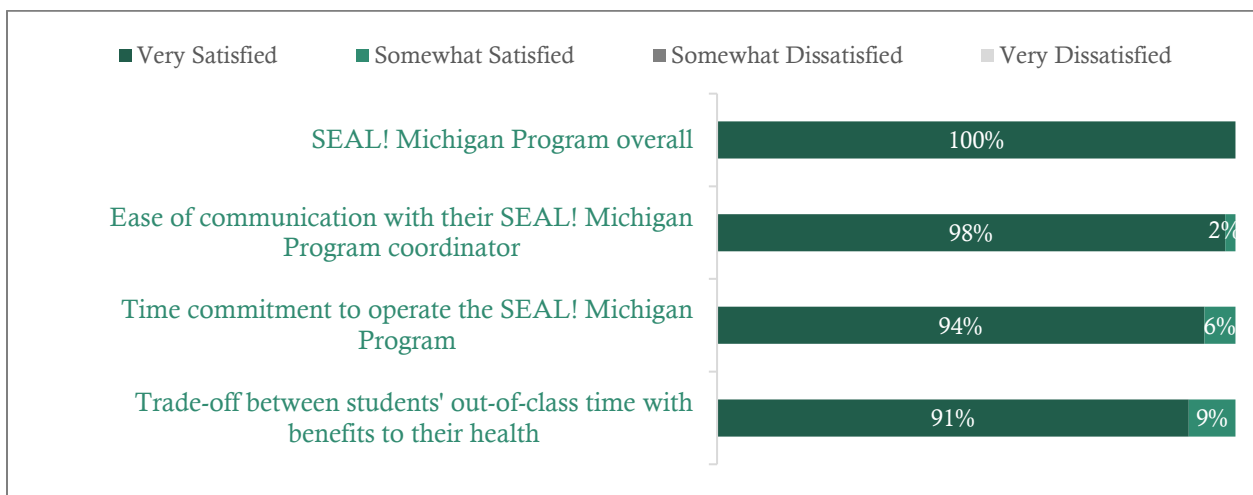 Very Satisfied Somewhat Satisfied Somewhat Dissatisfied Very Dissatisfied
SEAL! Michigan Program overall
100%
Ease of communication with their SEAL! Michigan
Program coordinator
98% 2%
Time commitment to operate the SEAL! Michigan
Program
94% 6%
Trade-off between students' out-of-class time with
benefits to their health
91% 9%